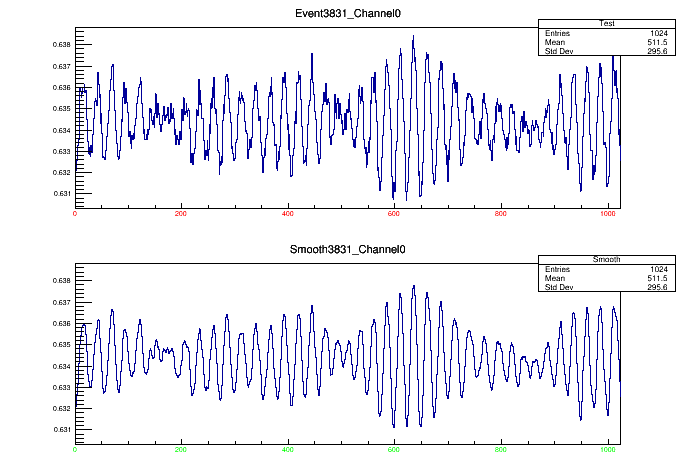 Event3831_Channel0
Test
Entries 1024
Mean 511.5
Std Dev 295.6
0.638
0.637
0.636
0.635
0.634
0.633
0.632
0.631
0 200 400 600 800 1000
Smooth3831_Channel0
Smooth
Entries 1024
Mean 511.5
Std Dev 295.6
0.638
0.637
0.636
0.635
0.634
0.633
0.632
0.631
0 200 400 600 800 1000